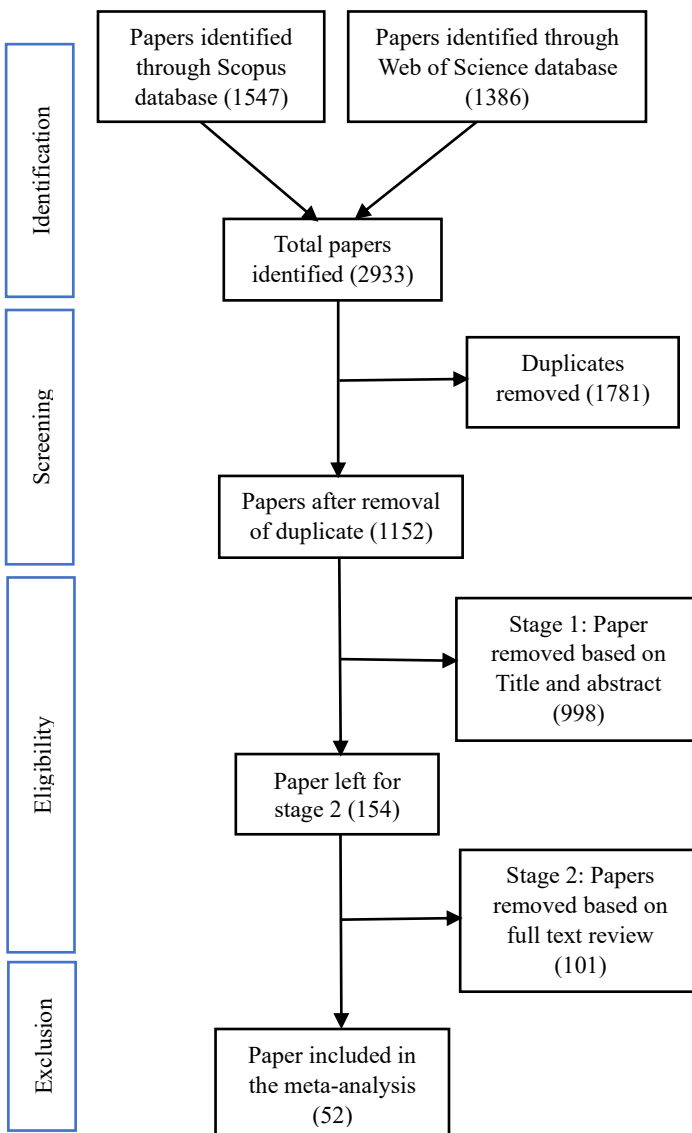 Papers identified
through Scopus
database (1547)
Papers identified through
Web of Science database
(1386)
Identification
Total papers
identified (2933)
Screening
Duplicates
removed (1781)
Papers after removal
of duplicate (1152)
Eligibility
Stage 1: Paper
removed based on
Title and abstract
(998)
Paper left for
stage 2 (154)
Stage 2: Papers
removed based on
full text review
(101)
Exclusion
Paper included in
the meta-analysis
(52)